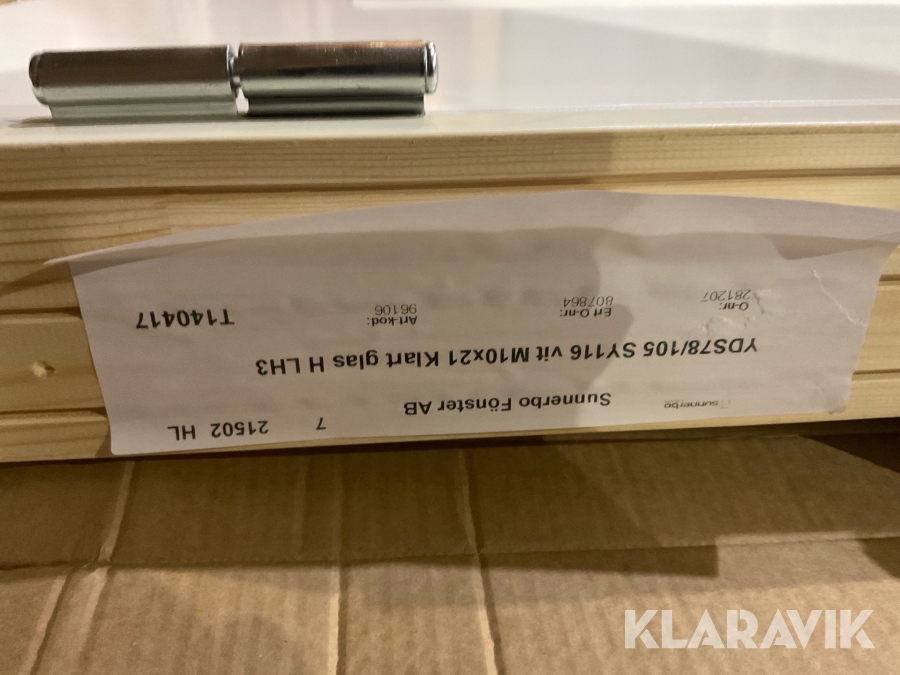 7 21502 HL
sunnerbo Sunnerbo Fönster AB
YDS78/105 SY116 vit M10x21 Klart glas H LH3
O-nr: Erf O-nr: Art-kod: T140417
281207 807864 96106
KLARAVIK